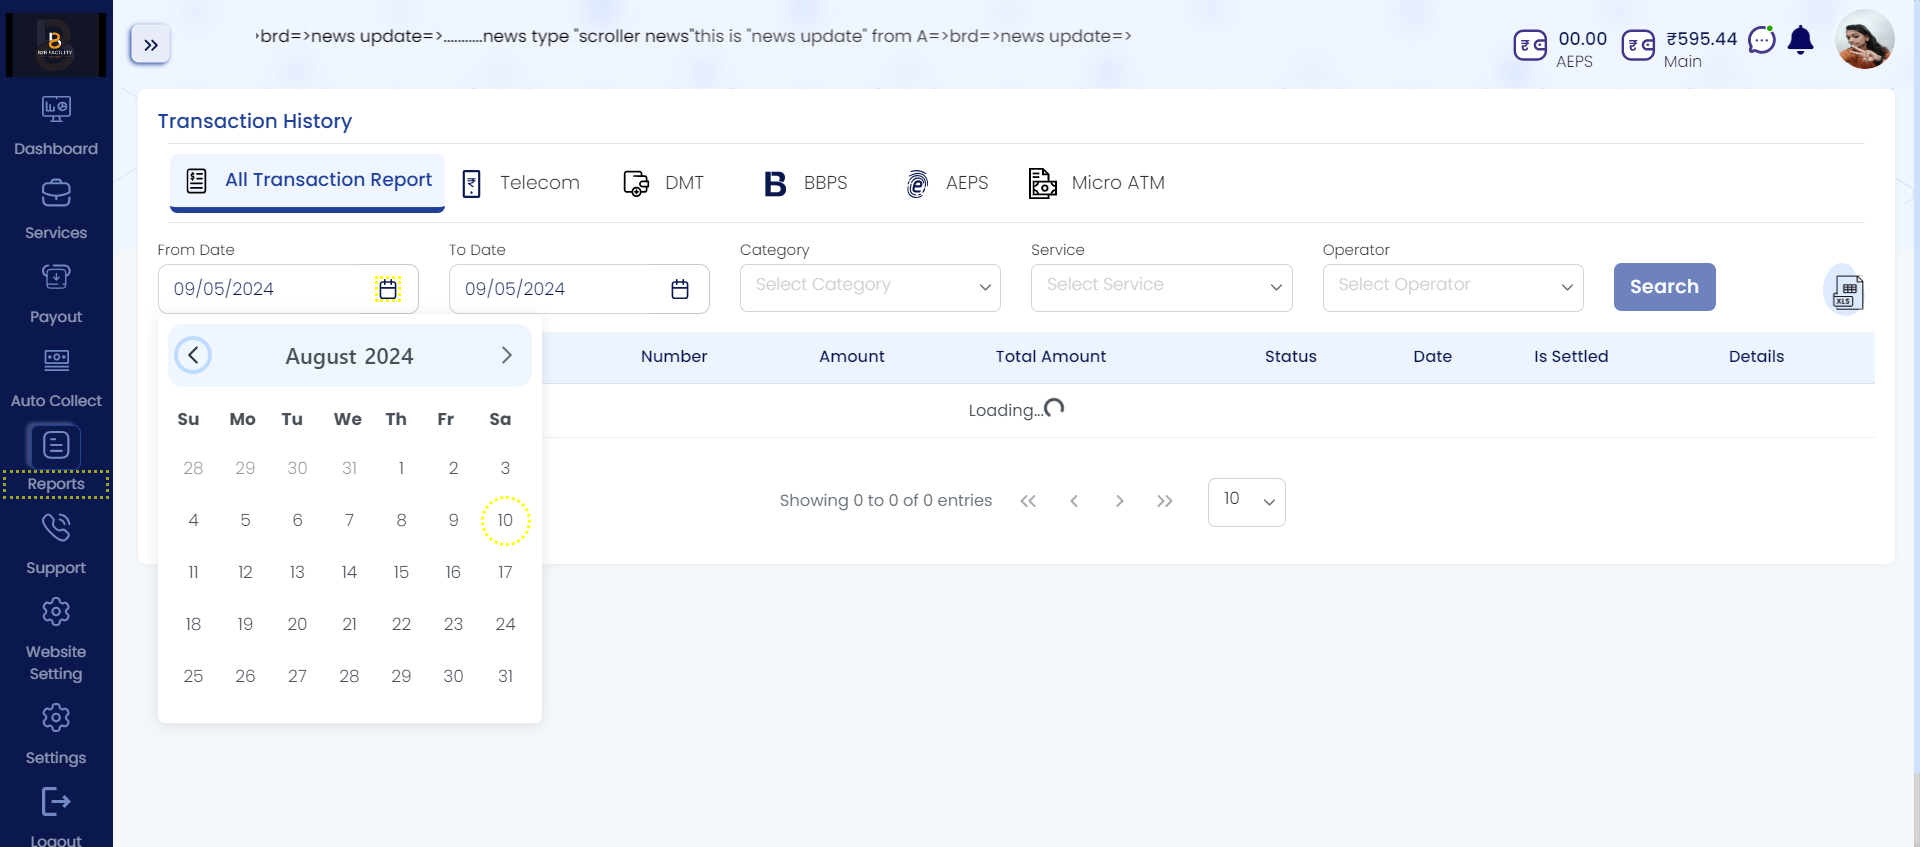 B2B FACILITY
›brd=>news update=>...........news type "scroller news"this is "news update" from A=>brd=>news update=>
00.00
AEPS
₹595.44
Main
Dashboard
Services
Payout
Auto Collect
Reports
Support
Website
Setting
Settings
Logout
Transaction History
All Transaction Report
Telecom
DMT
BBPS
AEPS
Micro ATM
From Date
To Date
Category
Service
Operator
09/05/2024
09/05/2024
Select Category
Select Service
Select Operator
Search
XLS
August 2024
Su Mo Tu We Th Fr Sa
28 29 30 31 1 2 3
4 5 6 7 8 9 10
11 12 13 14 15 16 17
18 19 20 21 22 23 24
25 26 27 28 29 30 31
Number Amount Total Amount Status Date Is Settled Details
Loading...
Showing 0 to 0 of 0 entries
10